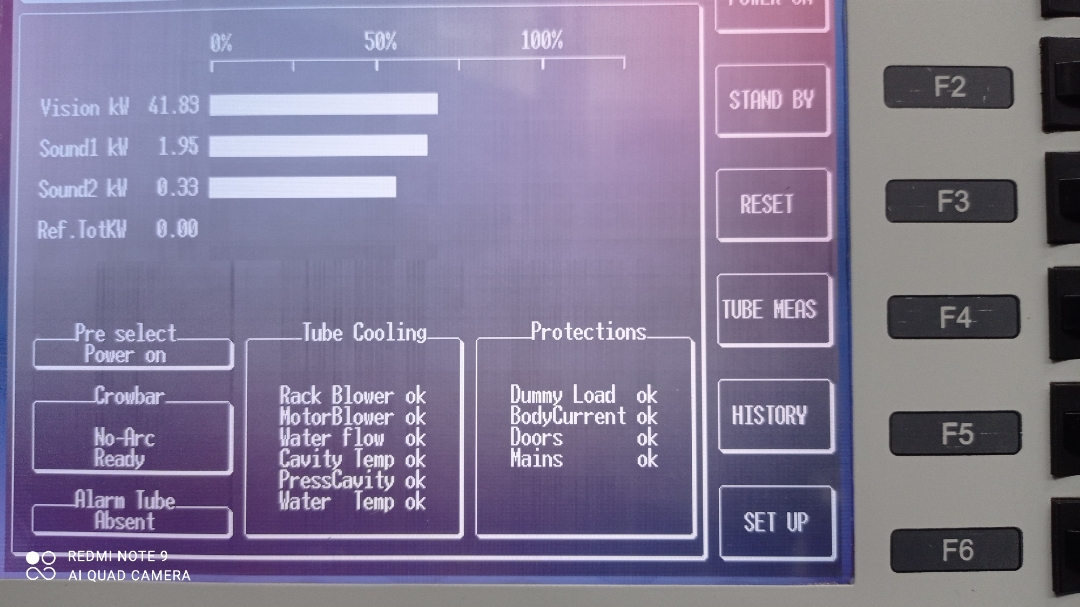 POWER ON
0% 50% 100%
Vision kW 41.89
Sound1 kW 1.95
Sound2 kW 0.33
Ref.TotKW 0.00
STAND BY
RESET
TUBE MEAS
HISTORY
SET UP
Pre select
Power on
Crowbar
No-Arc
Ready
Alarm Tube
Absent
Tube Cooling
Rack Blower ok
MotorBlower ok
Water flow ok
Cavity Temp ok
PressCavity ok
Water Temp ok
Protections
Dummy Load ok
BodyCurrent ok
Doors ok
Mains ok
F2
F3
F4
F5
F6
REDMI NOTE 9
AI QUAD CAMERA